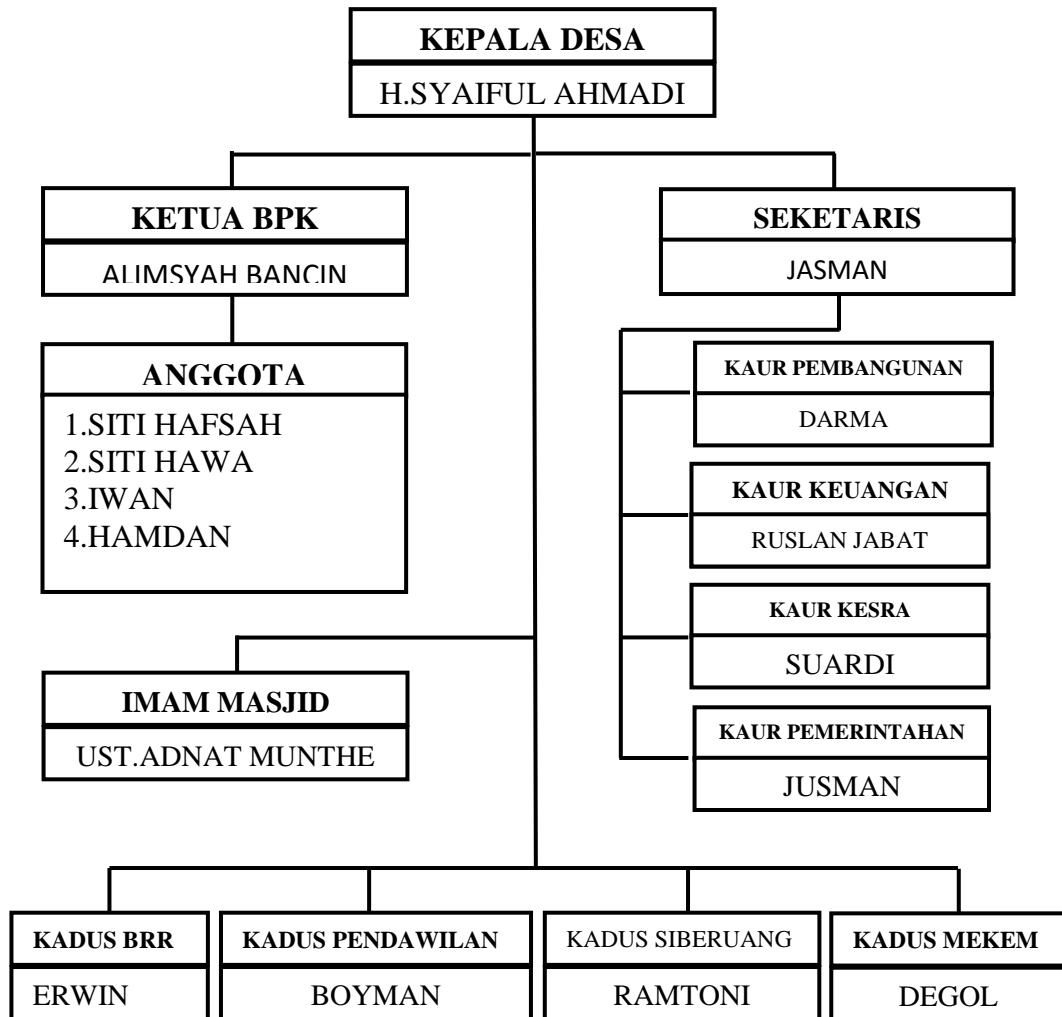 KEPALA DESA
H.SYAIFUL AHMADI
KETUA BPK
ALIMSYAH BANCIN
SEKETARIS
JASMAN
ANGGOTA
1.SITI HAFSAH
2.SITI HAWA
3.IWAN
4.HAMDAN
KAUR PEMBANGUNAN
DARMA
KAUR KEUANGAN
RUSLAN JABAT
KAUR KESRA
SUARDI
KAUR PEMERINTAHAN
JUSMAN
IMAM MASJID
UST.ADNAT MUNTHE
KADUS BRR
ERWIN
KADUS PENDAWILAN
BOYMAN
KADUS SIBERUANG
RAMTONI
KADUS MEKEM
DEGOL